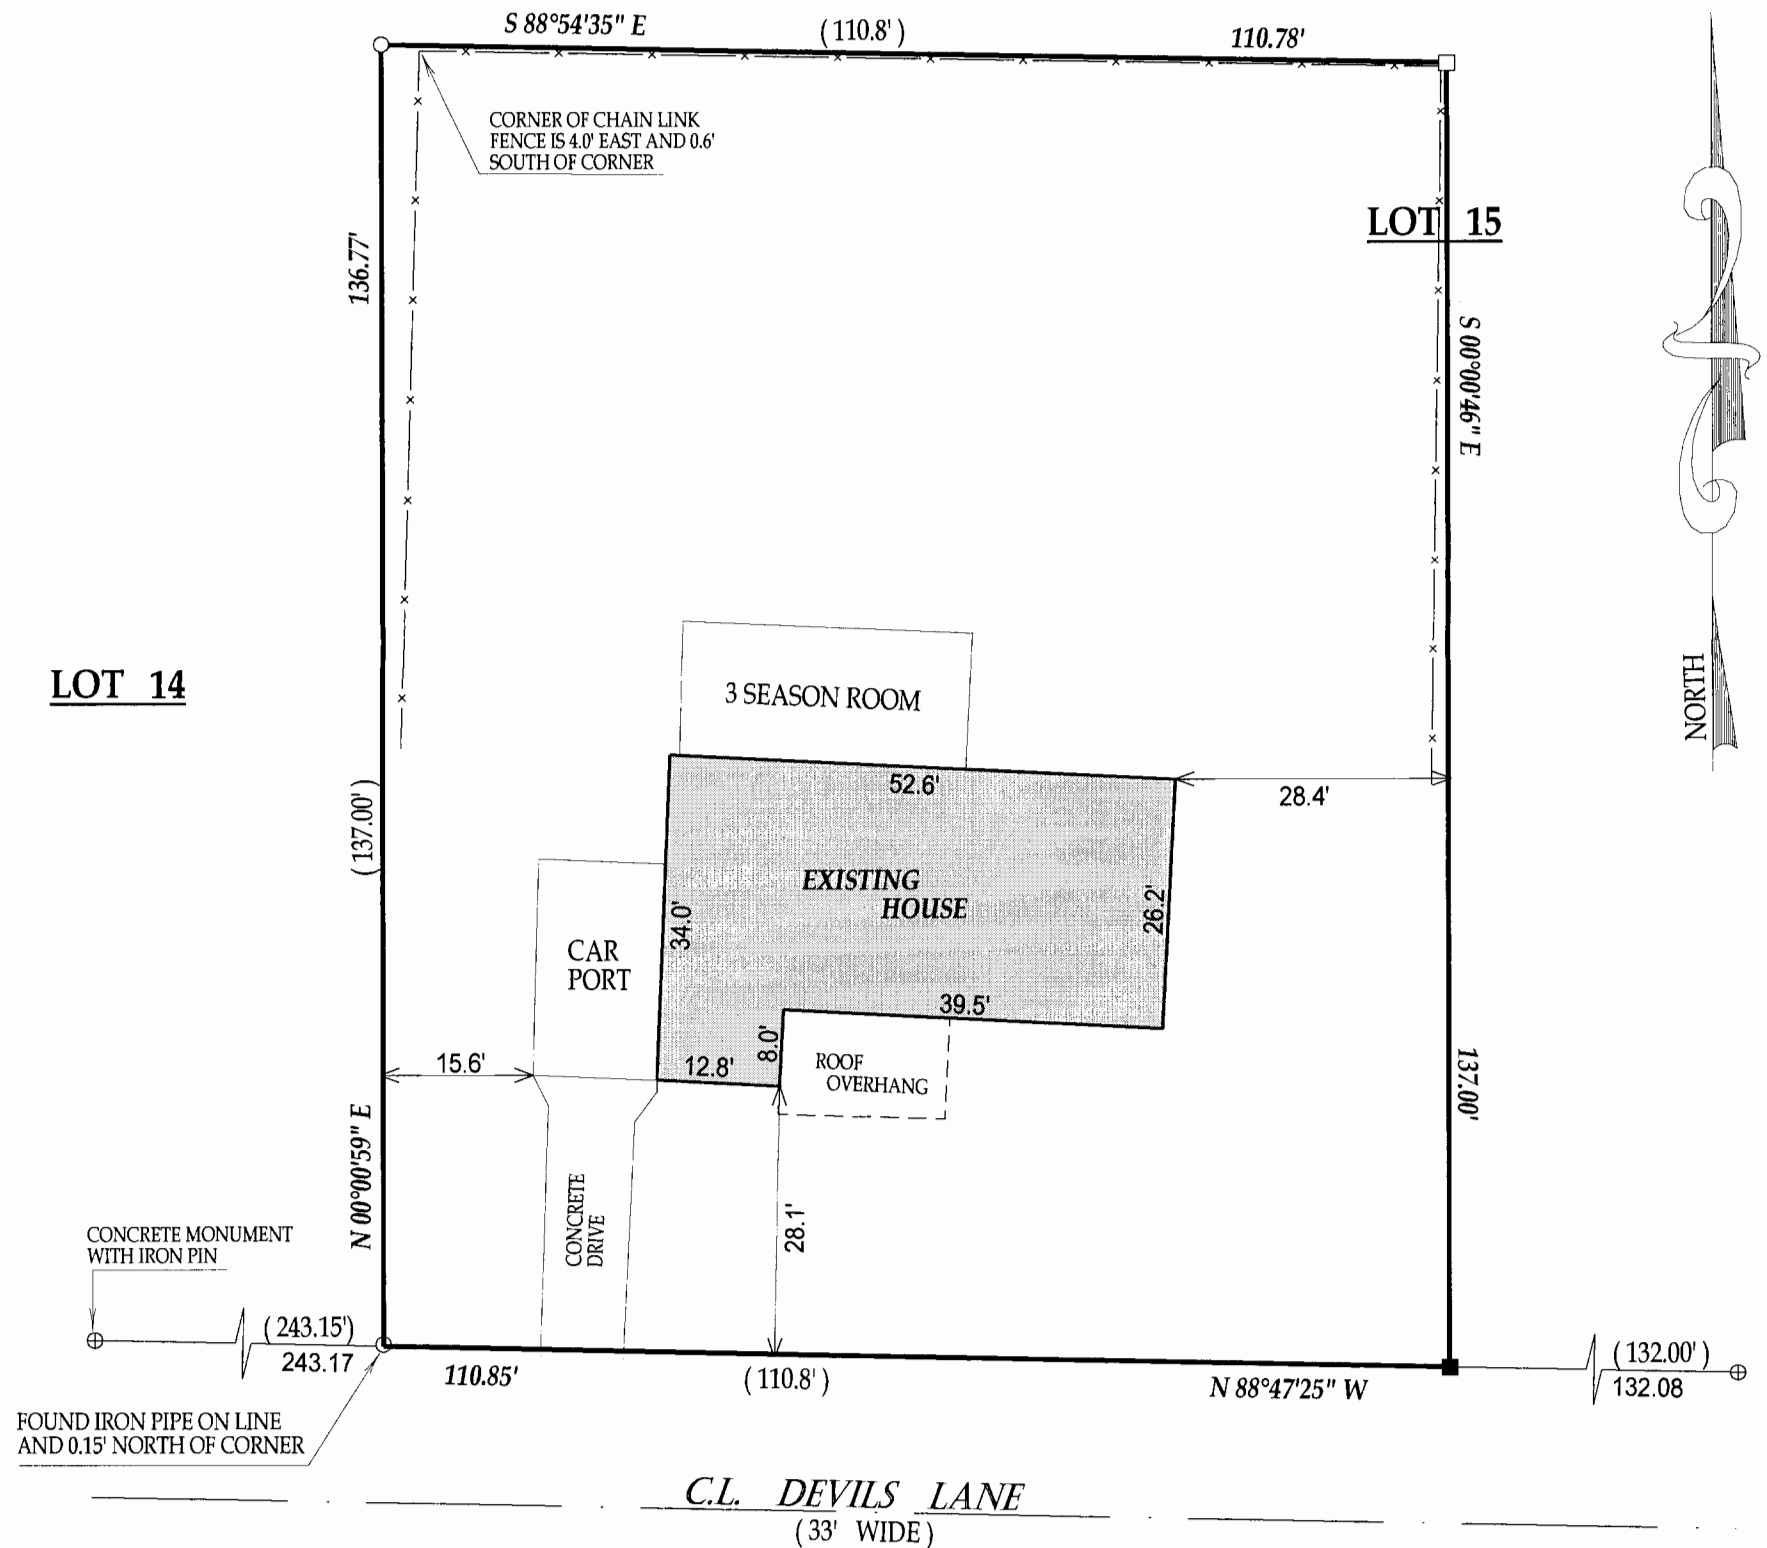 S 88°54'35" E
(110.8')
110.78'
CORNER OF CHAIN LINK
FENCE IS 4.0' EAST AND 0.6'
SOUTH OF CORNER
136.77'
LOT 15
S 00°00'46" E
NORTH
LOT 14
3 SEASON ROOM
52.6'
28.4'
(137.00')
EXISTING
HOUSE
34.0'
26.2'
CAR
PORT
39.5'
8.0'
15.6'
12.8'
ROOF
OVERHANG
137.00'
N 00°00'59" E
CONCRETE
DRIVE
28.1'
CONCRETE MONUMENT
WITH IRON PIN
(243.15')
243.17
110.85'
(110.8')
N 88°47'25" W
(132.00')
132.08
FOUND IRON PIPE ON LINE
AND 0.15' NORTH OF CORNER
C.L. DEVILS LANE
(33' WIDE)